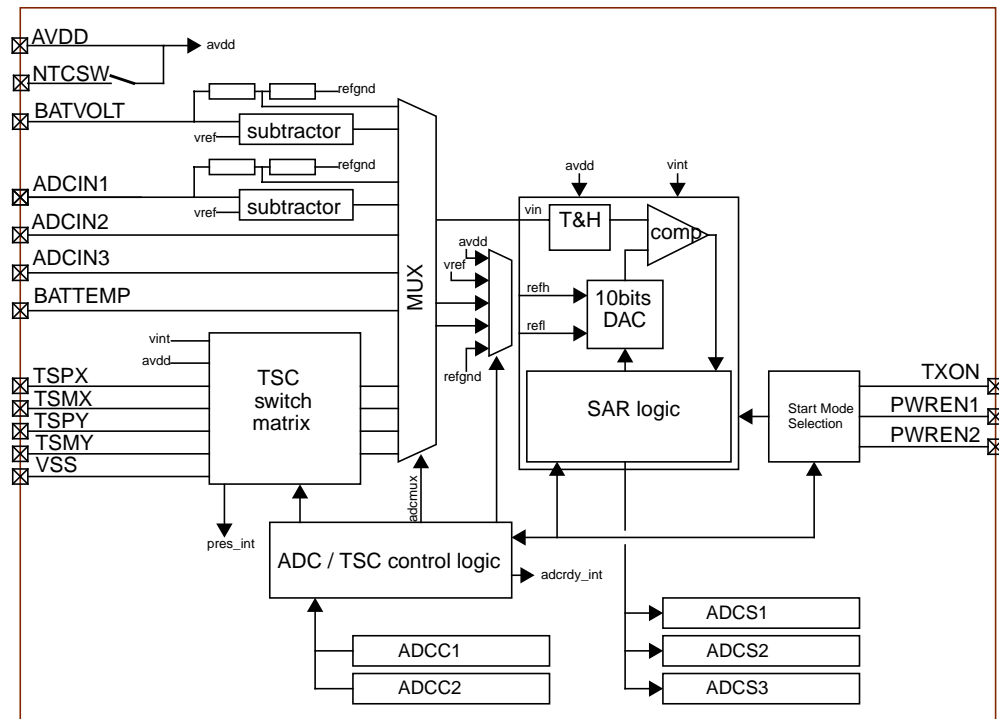 AVDD
avdd
NTCSW
refgnd
BATVOLT
subtractor
vref
refgnd
avdd
vint
ADCIN1
vref
subtractor
vin
T&H
comp
ADCIN2
avdd
vref
ADCIN3
MUX
refh
10bits
DAC
BATTEMP
refl
vint
avdd
refgnd
TSC
switch
matrix
TSPX
TSMX
TSPY
TSMY
VSS
SAR logic
Start Mode
Selection
TXON
PWREN1
PWREN2
adcmux
pres_int
ADC / TSC control logic
adcrdy_int
ADCS1
ADCC1
ADCS2
ADCC2
ADCS3